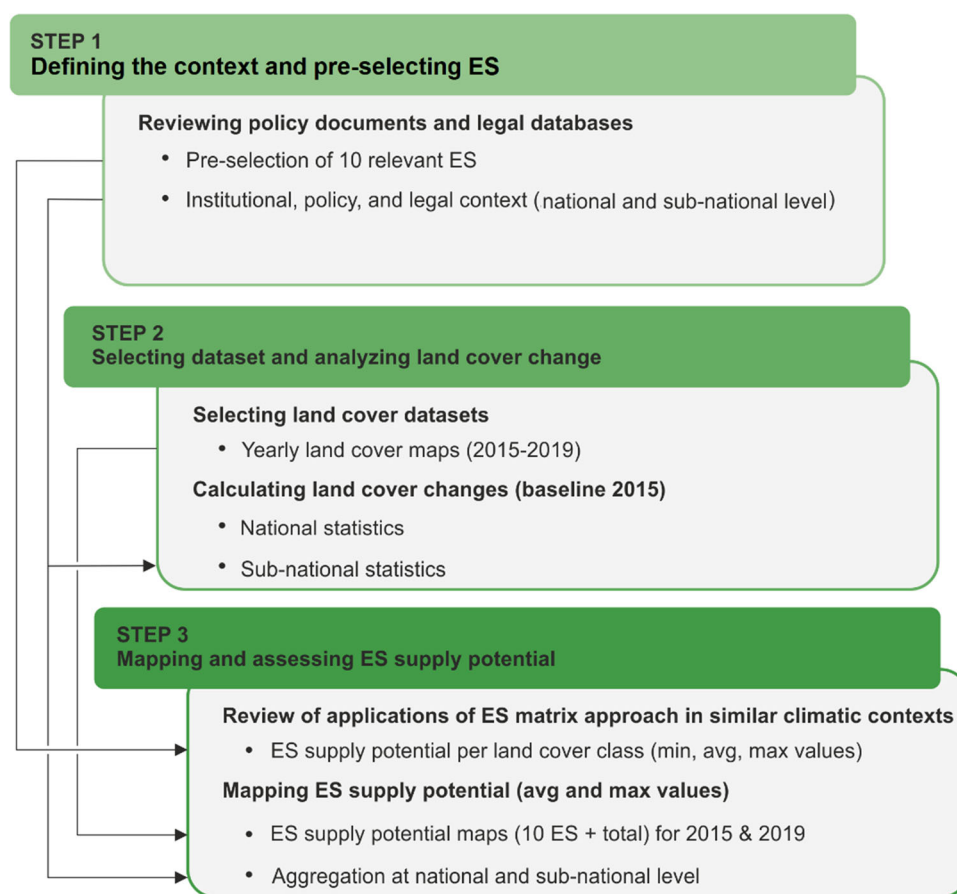 STEP 1
Defining the context and pre-selecting ES
Reviewing policy documents and legal databases
• Pre-selection of 10 relevant ES
• Institutional, policy, and legal context (national and sub-national level)
STEP 2
Selecting dataset and analyzing land cover change
Selecting land cover datasets
• Yearly land cover maps (2015-2019)
Calculating land cover changes (baseline 2015)
• National statistics
• Sub-national statistics
STEP 3
Mapping and assessing ES supply potential
Review of applications of ES matrix approach in similar climatic contexts
• ES supply potential per land cover class (min, avg, max values)
Mapping ES supply potential (avg and max values)
• ES supply potential maps (10 ES + total) for 2015 & 2019
• Aggregation at national and sub-national level